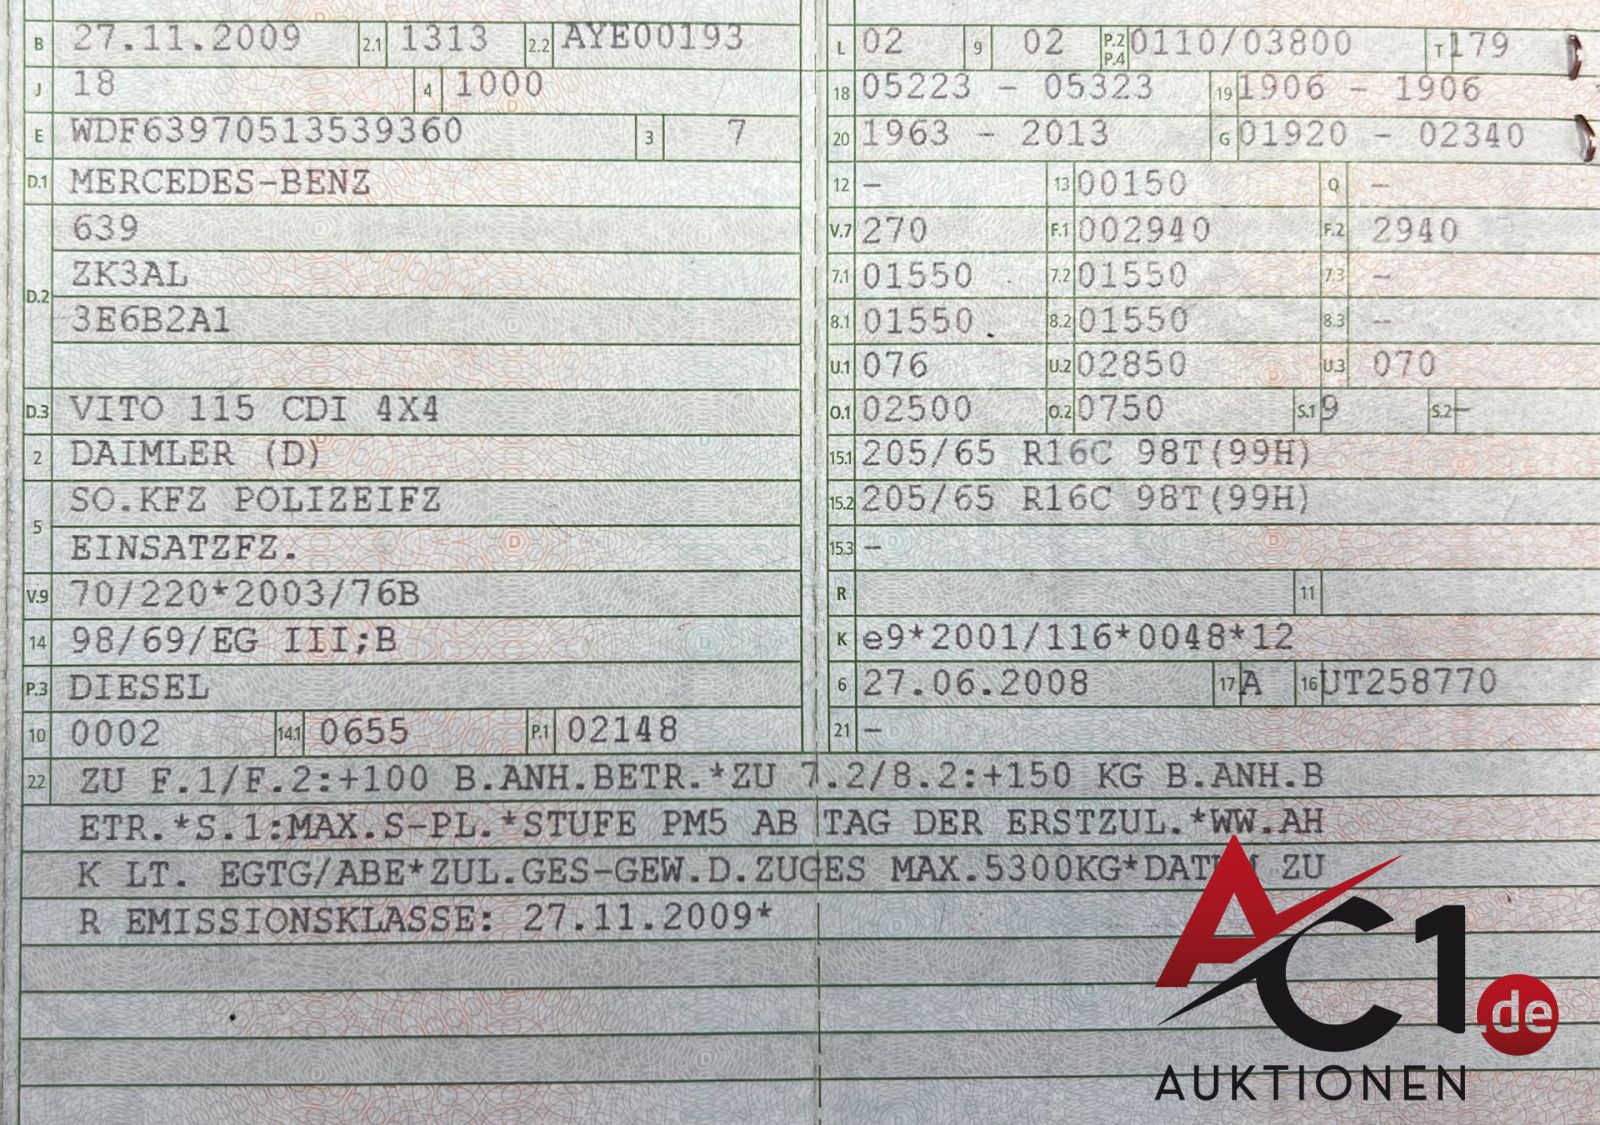 B 27.11.2009 2.1 1313 2.2 AYE00193
J 18 4 1000
E WDF63970513539360 3 7
D.1 MERCEDES-BENZ
D.2 639
ZK3AL
3E6B2A1
D.3 VITO 115 CDI 4X4
2 DAIMLER (D)
5 SO.KFZ POLIZEIFZ
EINSATZFZ.
V.9 70/220*2003/76B
14 98/69/EG III;B
P.3 DIESEL
10 0002 14.1 0655 P.1 02148
L 02 9 02 P.2 P.4 0110/03800 T 179
18 05223 - 05323 19 1906 - 1906
20 1963 - 2013 G 01920 - 02340
12 - 13 00150 Q -
V.7 270 F.1 002940 F.2 2940
7.1 01550 7.2 01550 7.3 -
8.1 01550 8.2 01550 8.3 -
U.1 076 U.2 02850 U.3 070
O.1 02500 O.2 0750 S.1 9 S.2 -
15.1 205/65 R16C 98T(99H)
15.2 205/65 R16C 98T(99H)
15.3 -
R 11
K e9*2001/116*0048*12
6 27.06.2008 17 A 16 UT258770
21 -
22 ZU F.1/F.2:+100 B.ANH.BETR.*ZU 7.2/8.2:+150 KG B.ANH.B
ETR.*S.1:MAX.S-PL.*STUFE PM5 AB TAG DER ERSTZUL.*WW.AH
K LT. EGTG/ABE*ZUL.GES-GEW.D.ZUGES MAX.5300KG*DATUM ZU
R EMISSIONSKLASSE: 27.11.2009*
AC1.de
AUKTIONEN